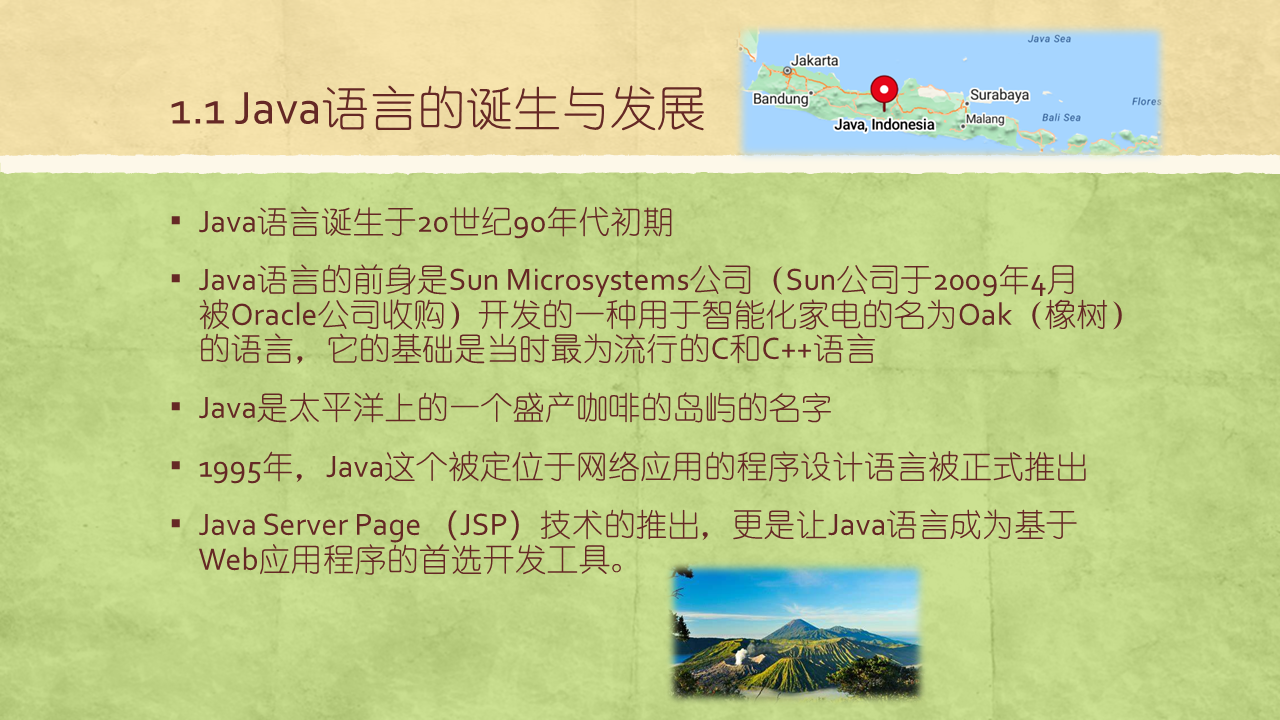 1.1 Java语言的诞生与发展
Java Sea
Jakarta
Bandung
Surabaya
Flores
Java, Indonesia
Malang
Bali Sea
▪ Java语言诞生于20世纪90年代初期
▪ Java语言的前身是Sun Microsystems公司（Sun公司于2009年4月
被Oracle公司收购）开发的一种用于智能化家电的名为Oak（橡树）
的语言，它的基础是当时最为流行的C和C++语言
▪ Java是太平洋上的一个盛产咖啡的岛屿的名字
▪ 1995年，Java这个被定位于网络应用的程序设计语言被正式推出
▪ Java Server Page （JSP）技术的推出，更是让Java语言成为基于
Web应用程序的首选开发工具。